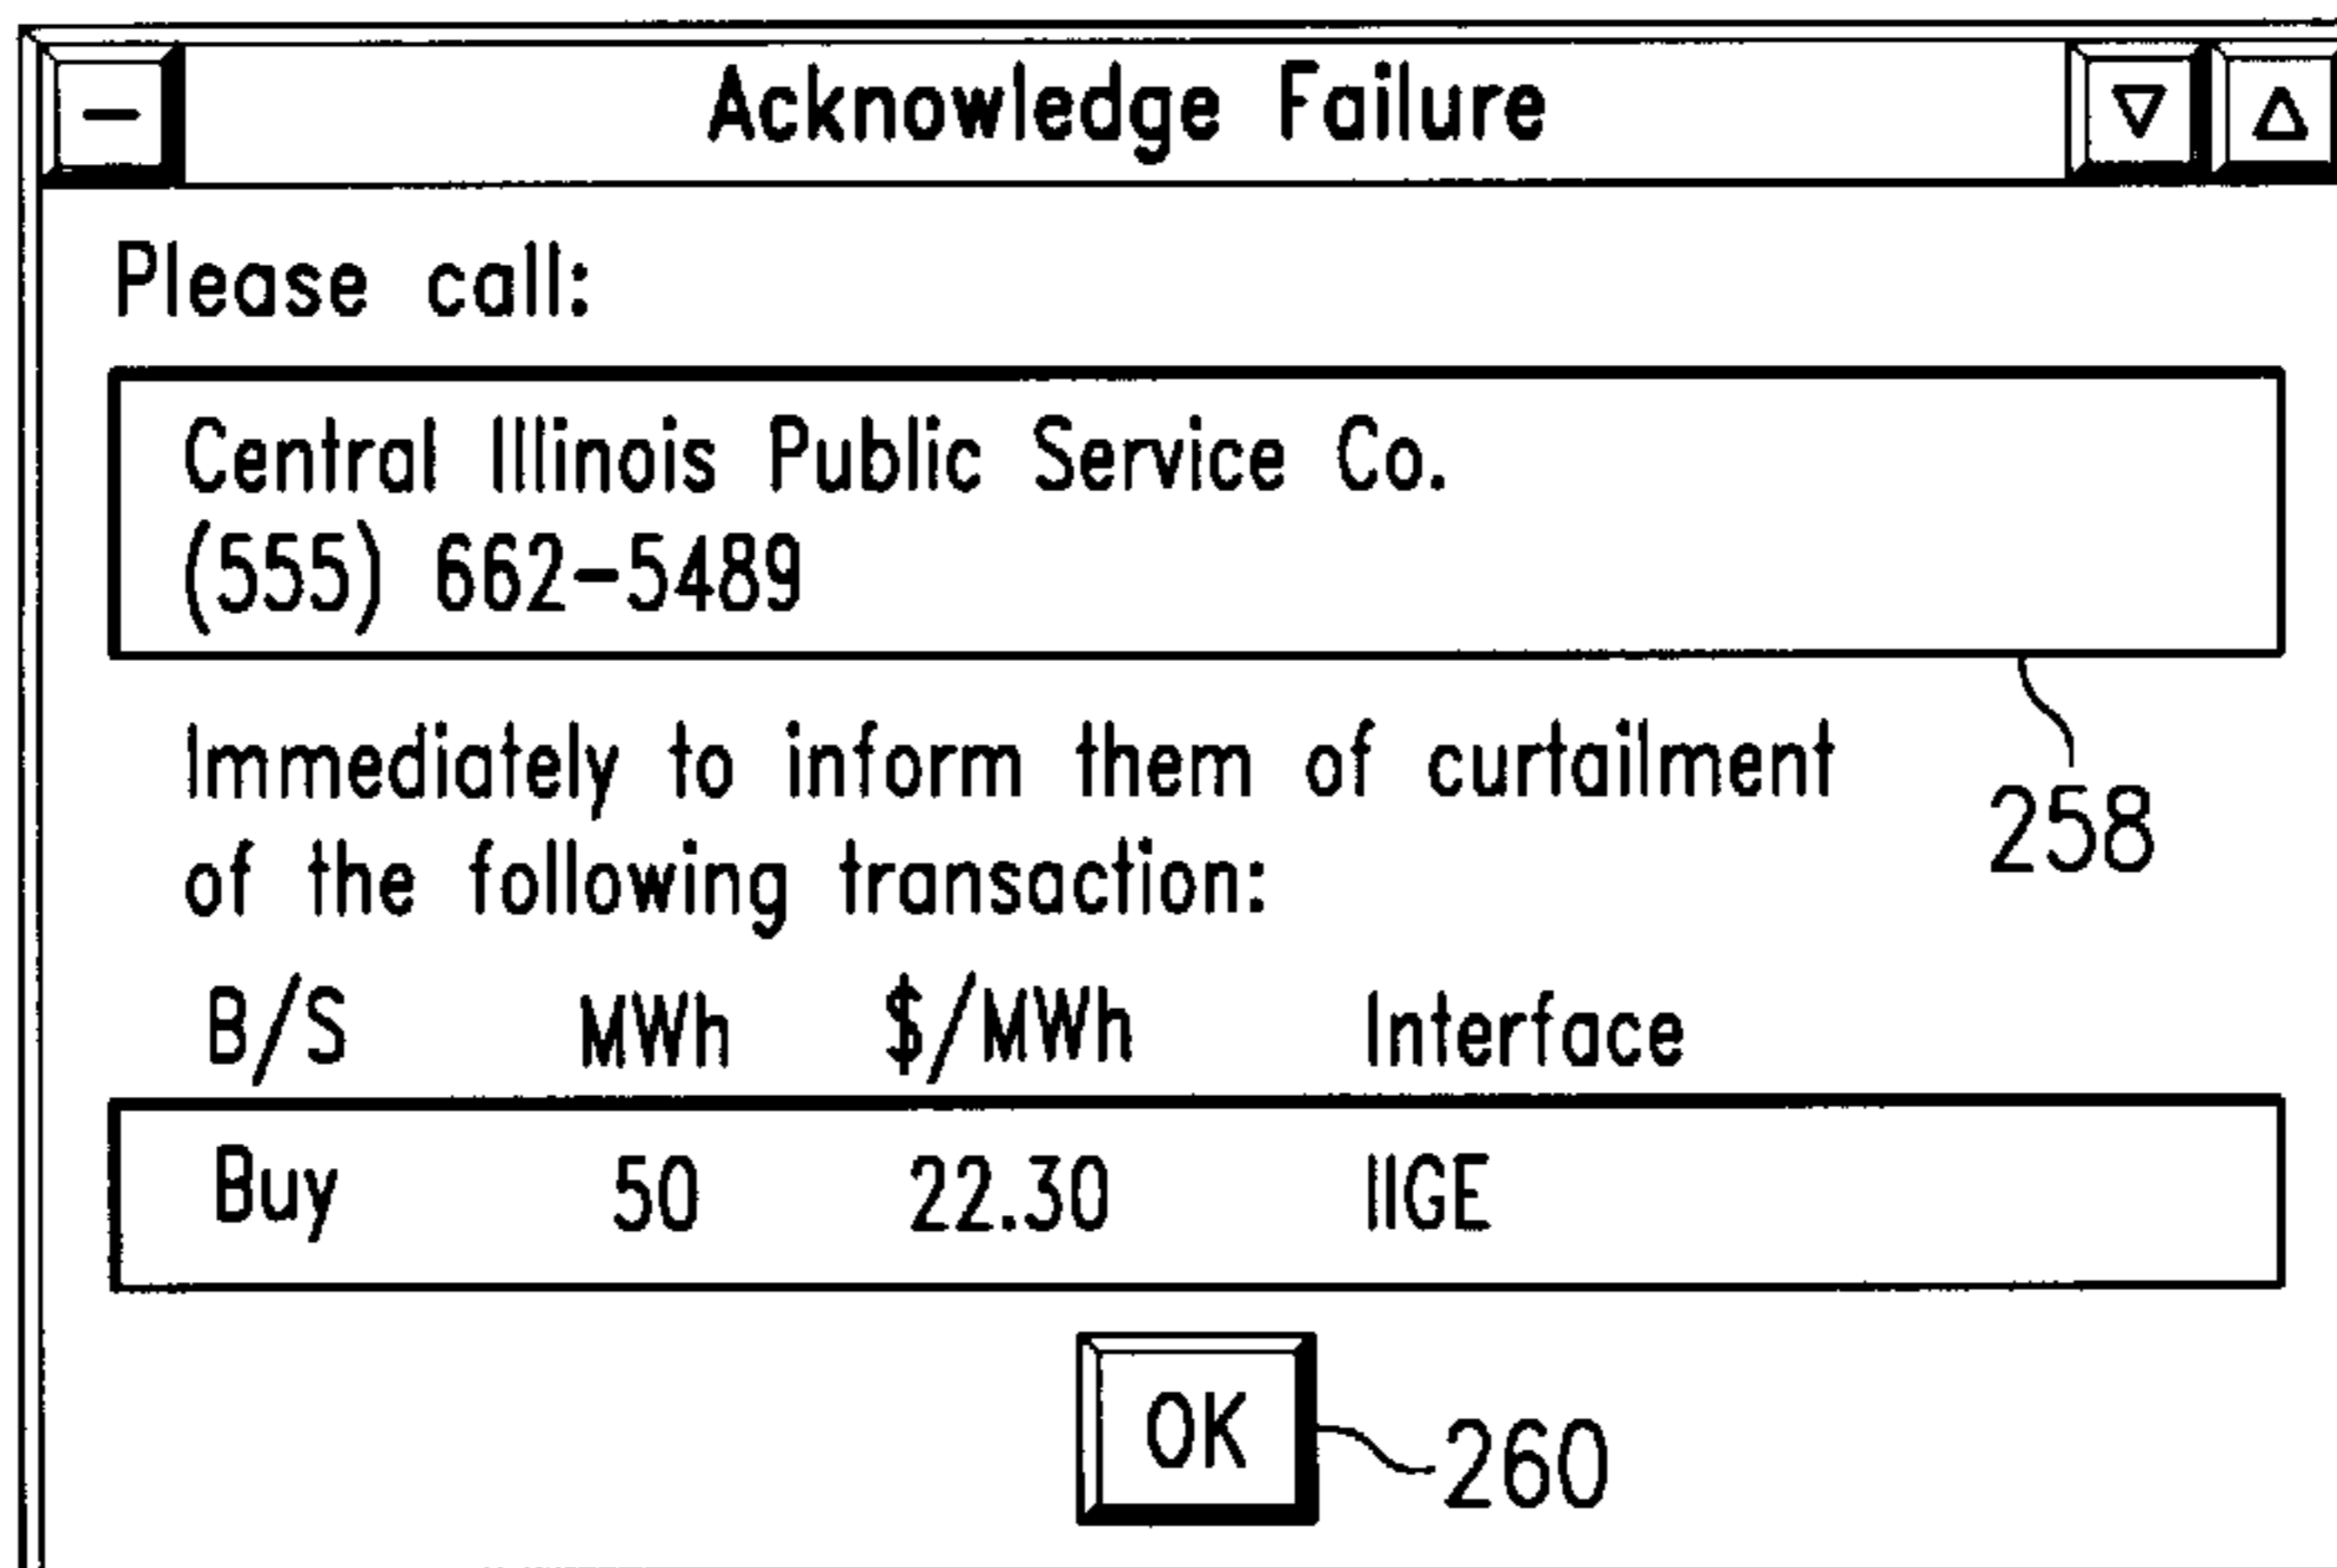 Acknowledge Failure
Please call:
Central Illinois Public Service Co.
(555) 662-5489
Immediately to inform them of curtailment
258
of the following transaction:
B/S MWh $/MWh Interface
Buy 50 22.30 IIGE
OK
260